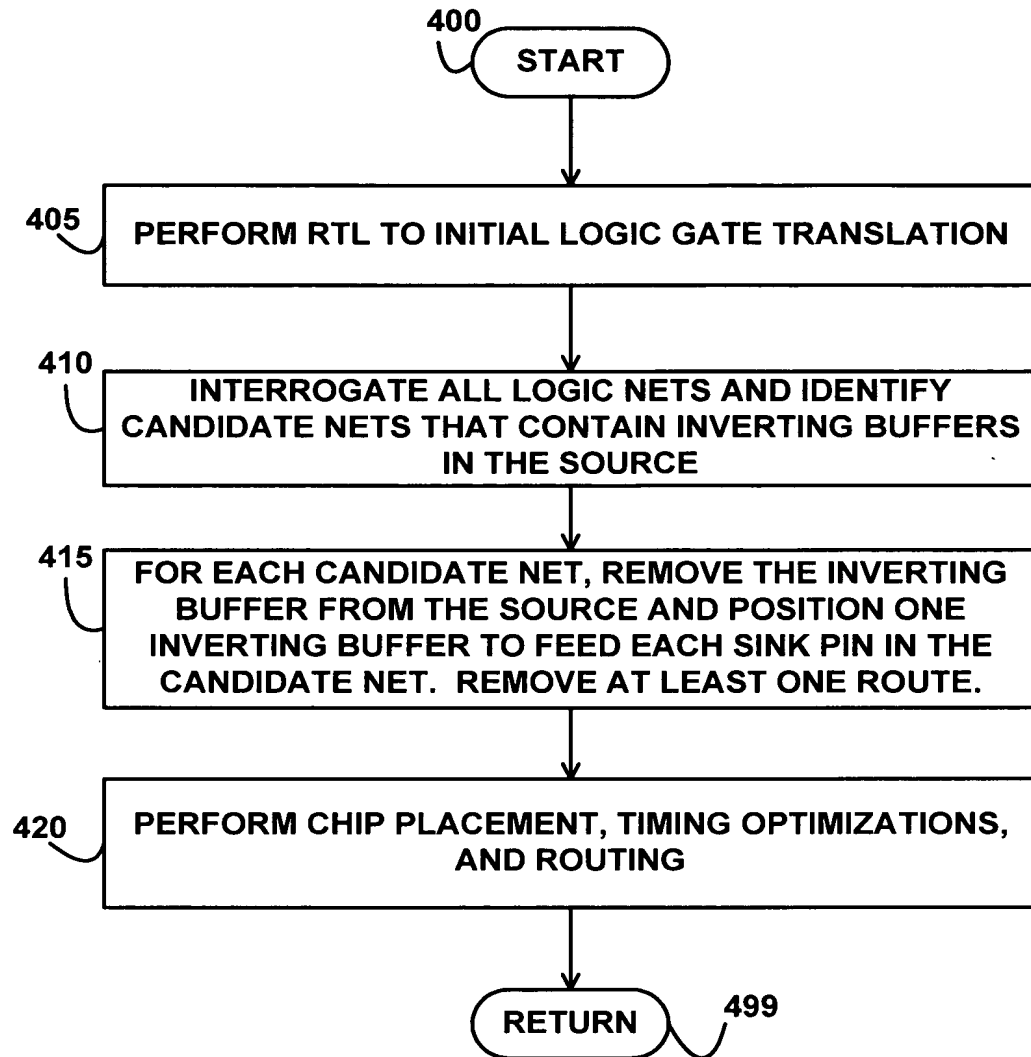 400
START
405
PERFORM RTL TO INITIAL LOGIC GATE TRANSLATION
410
INTERROGATE ALL LOGIC NETS AND IDENTIFY
CANDIDATE NETS THAT CONTAIN INVERTING BUFFERS
IN THE SOURCE
415
FOR EACH CANDIDATE NET, REMOVE THE INVERTING
BUFFER FROM THE SOURCE AND POSITION ONE
INVERTING BUFFER TO FEED EACH SINK PIN IN THE
CANDIDATE NET. REMOVE AT LEAST ONE ROUTE.
420
PERFORM CHIP PLACEMENT, TIMING OPTIMIZATIONS,
AND ROUTING
RETURN
499